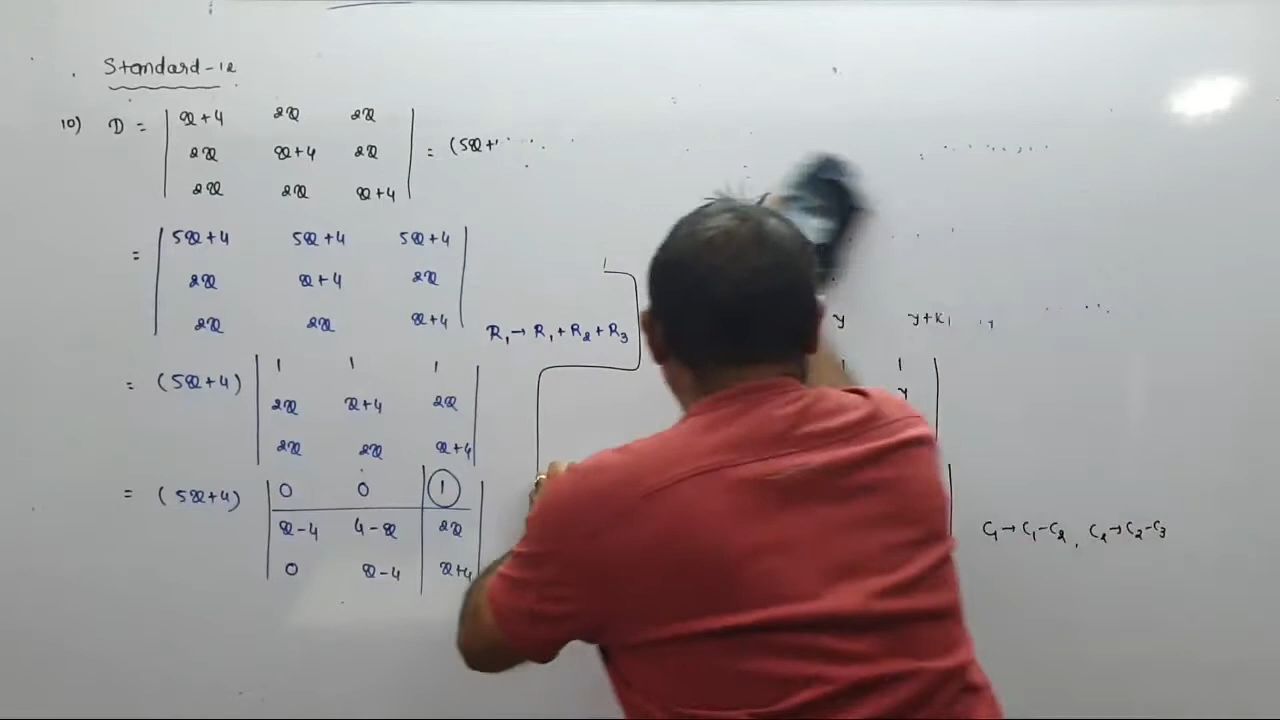 Standard-12
10) D = | x+4 2x 2x |
| 2x x+4 2x | = (5x+
| 2x 2x x+4 |
= | 5x+4 5x+4 5x+4 |
| 2x x+4 2x |
| 2x 2x x+4 |
R₁→R₁+R₂+R₃
y y+k
= (5x+4) | 1 1 1 |
| 2x x+4 2x |
| 2x 2x x+4 |
1 1 |
y
= (5x+4) | 0 0 1 |
| x-4 4-x 2x |
| 0 x-4 x+4 |
C₁→C₁-C₂, C₂→C₂-C₃